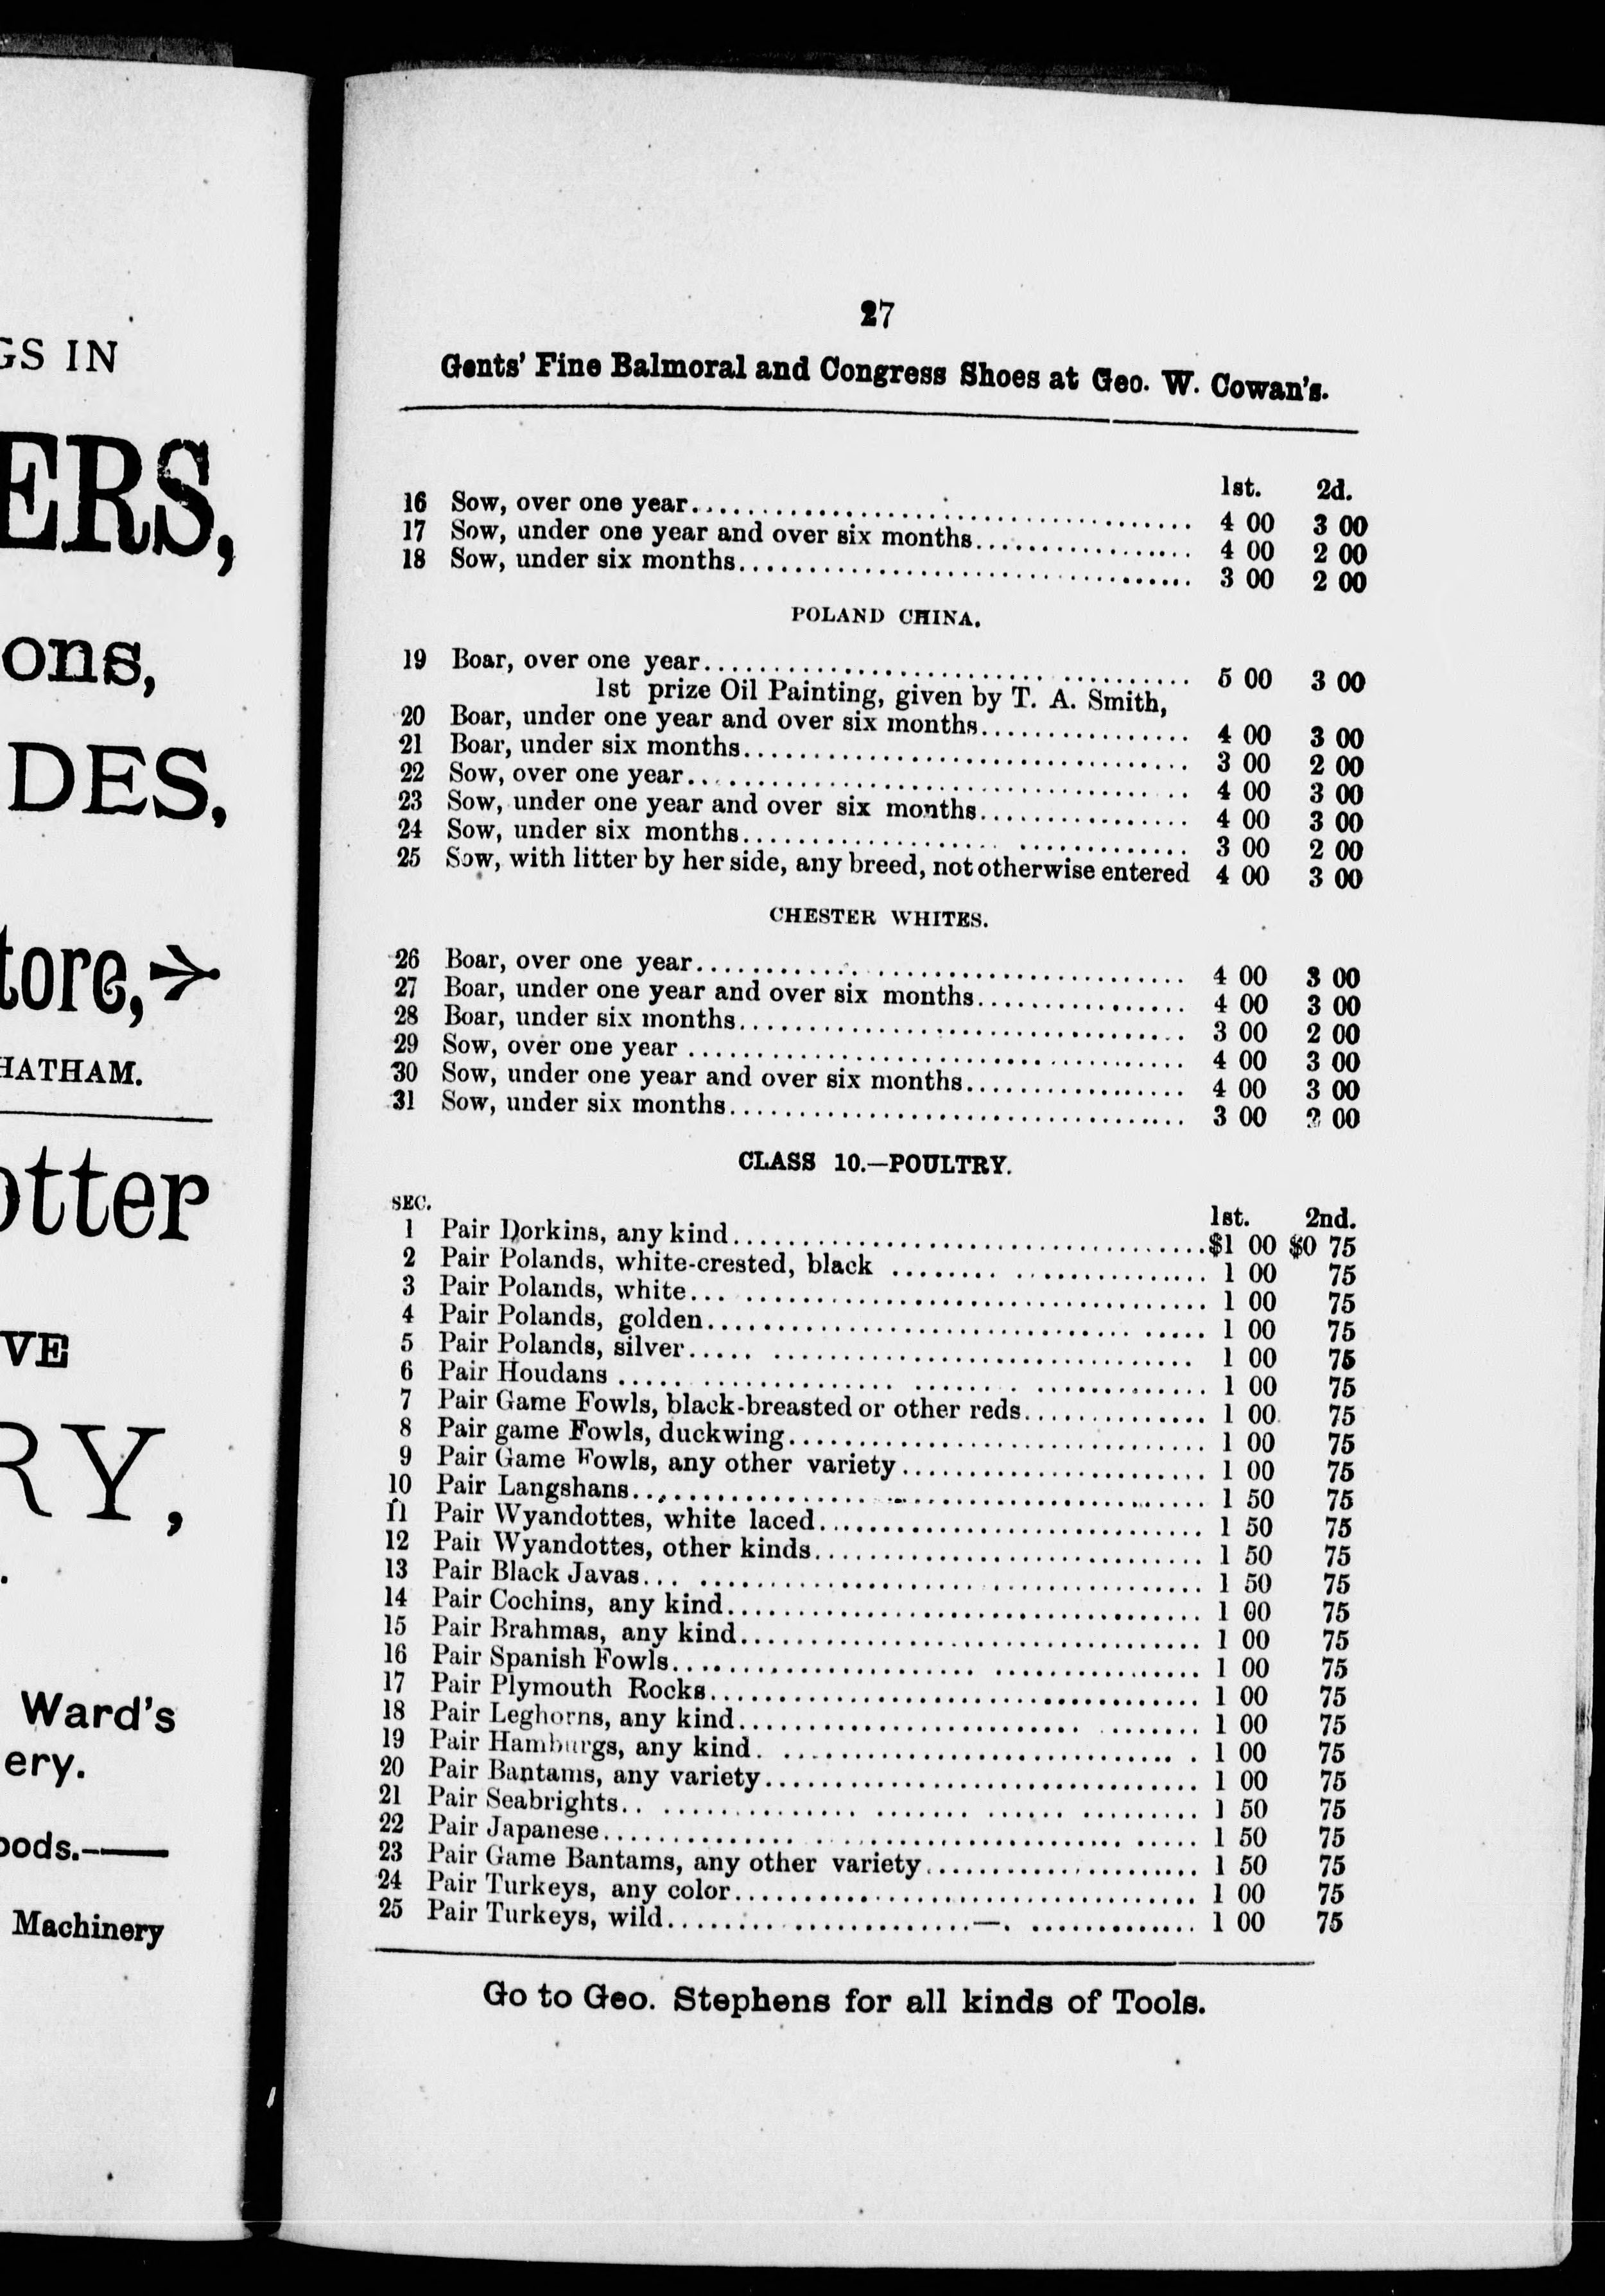 GS IN
ERS,
ons,
DES,
tore,
HATHAM.
otter
VE
RY,
Ward's
ery.
oods.
Machinery
27
Gents' Fine Balmoral and Congress Shoes at Geo. W. Cowan's.
1st. 2d.
16 Sow, over one year 4 00 3 00
17 Sow, under one year and over six months 4 00 2 00
18 Sow, under six months 3 00 2 00
POLAND CHINA.
19 Boar, over one year 5 00 3 00
1st prize Oil Painting, given by T. A. Smith,
20 Boar, under one year and over six months 4 00 3 00
21 Boar, under six months 3 00 2 00
22 Sow, over one year 4 00 3 00
23 Sow, under one year and over six months 4 00 3 00
24 Sow, under six months 3 00 2 00
25 Sow, with litter by her side, any breed, not otherwise entered 4 00 3 00
CHESTER WHITES.
26 Boar, over one year 4 00 3 00
27 Boar, under one year and over six months 4 00 3 00
28 Boar, under six months 3 00 2 00
29 Sow, over one year 4 00 3 00
30 Sow, under one year and over six months 4 00 3 00
31 Sow, under six months 3 00 2 00
CLASS 10.—POULTRY.
SEC. 1st. 2nd.
1 Pair Dorkins, any kind $1 00 $0 75
2 Pair Polands, white-crested, black 1 00 75
3 Pair Polands, white 1 00 75
4 Pair Polands, golden 1 00 75
5 Pair Polands, silver 1 00 75
6 Pair Houdans 1 00 75
7 Pair Game Fowls, black-breasted or other reds 1 00 75
8 Pair game Fowls, duckwing 1 00 75
9 Pair Game Fowls, any other variety 1 00 75
10 Pair Langshans 1 50 75
11 Pair Wyandottes, white laced 1 50 75
12 Pair Wyandottes, other kinds 1 50 75
13 Pair Black Javas 1 50 75
14 Pair Cochins, any kind 1 00 75
15 Pair Brahmas, any kind 1 00 75
16 Pair Spanish Fowls 1 00 75
17 Pair Plymouth Rocks 1 00 75
18 Pair Leghorns, any kind 1 00 75
19 Pair Hamburgs, any kind 1 00 75
20 Pair Bantams, any variety 1 00 75
21 Pair Seabrights 1 50 75
22 Pair Japanese 1 50 75
23 Pair Game Bantams, any other variety 1 50 75
24 Pair Turkeys, any color 1 00 75
25 Pair Turkeys, wild 1 00 75
Go to Geo. Stephens for all kinds of Tools.